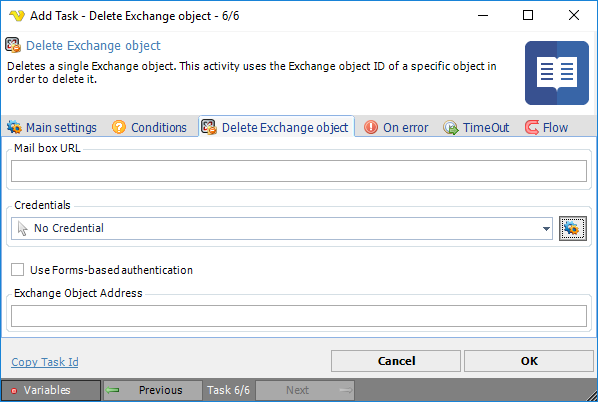 Add Task - Delete Exchange object - 6/6
Delete Exchange object
Deletes a single Exchange object. This activity uses the Exchange object ID of a specific object in
order to delete it.
Main settings Conditions Delete Exchange object On error TimeOut Flow
Mail box URL
Credentials
No Credential
Use Forms-based authentication
Exchange Object Address
Copy Task Id Cancel OK
Variables Previous Task 6/6 Next